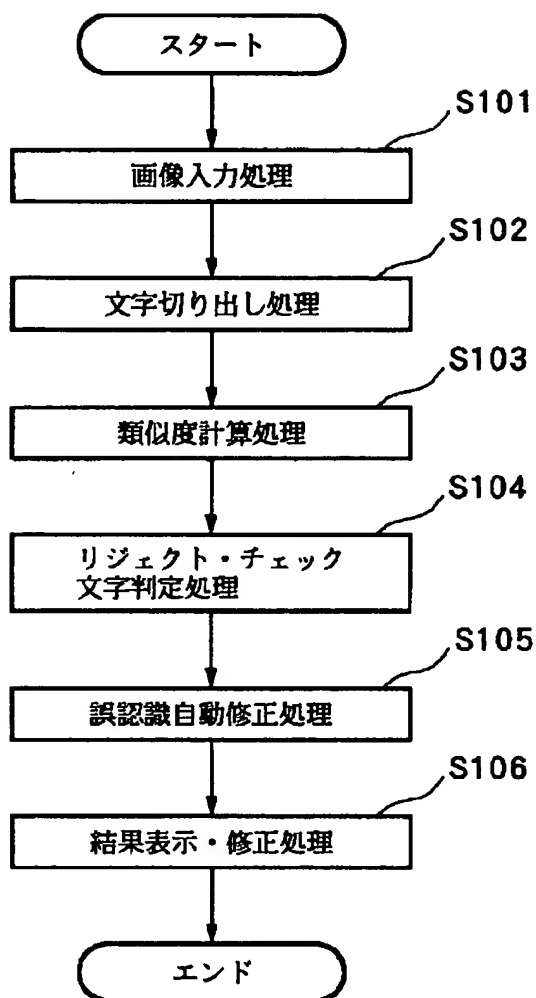 スタート
S101
画像入力処理
S102
文字切り出し処理
S103
類似度計算処理
S104
リジェクト・チェック
文字判定処理
S105
誤認識自動修正処理
S106
結果表示・修正処理
エンド